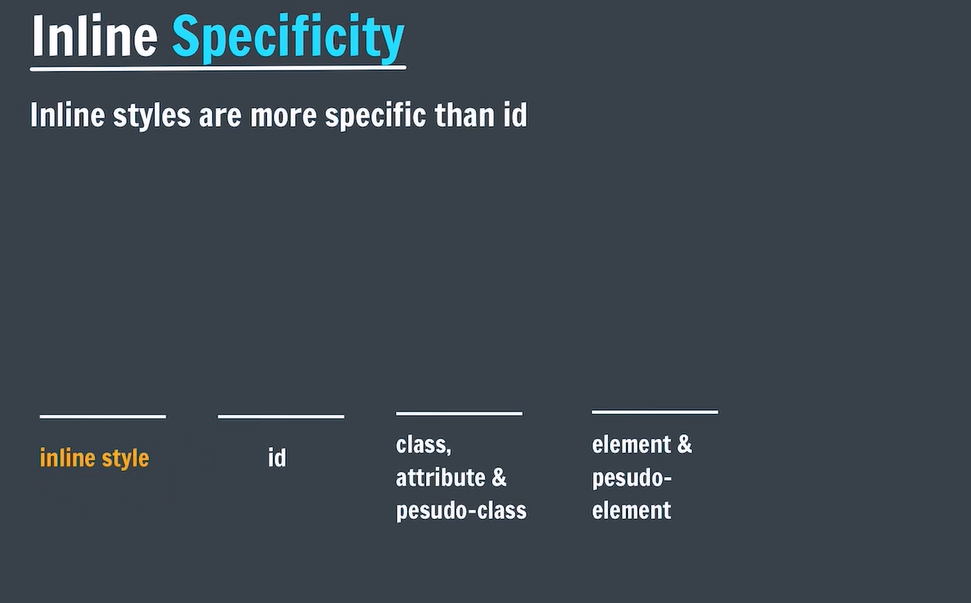 Inline Specificity
Inline styles are more specific than id
inline style
id
class,
attribute &
pesudo-class
element &
pesudo-
element